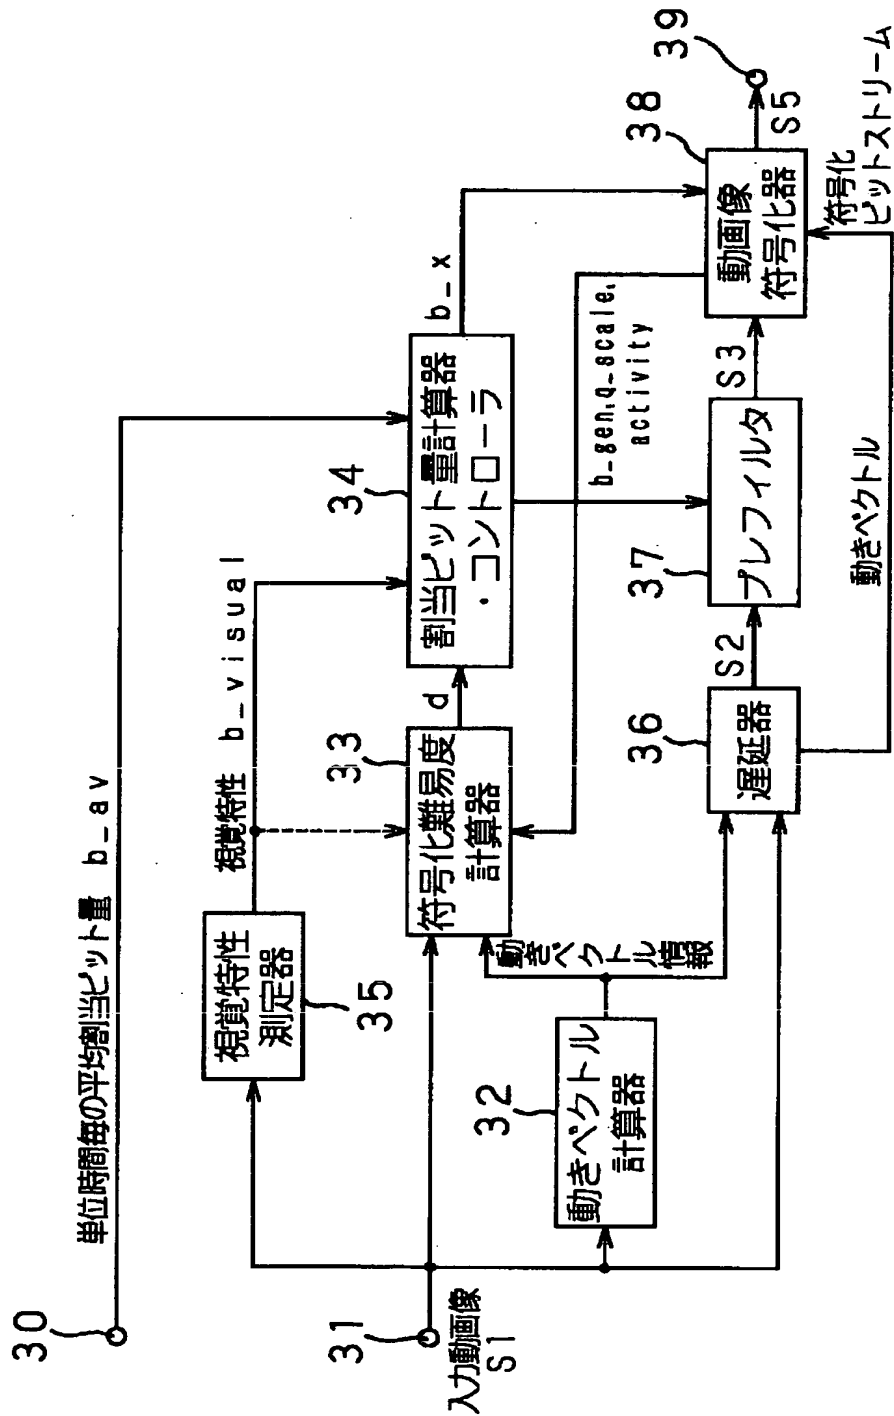 30
単位時間毎の平均割当ビット量 b_av
視覚特性
測定器
35
視覚特性 b_visual
31
入力動画像
S1
33
符号化難易度
計算器
d
34
割当ビット量計算器
・コントローラ
b_x
b_gen,q_scale,
activity
32
動きベクトル
計算器
動きベクトル情報
36
遅延器
S2
37
プレフィルタ
S3
38
動画像
符号化器
S5
39
符号化
ビットストリーム
動きベクトル